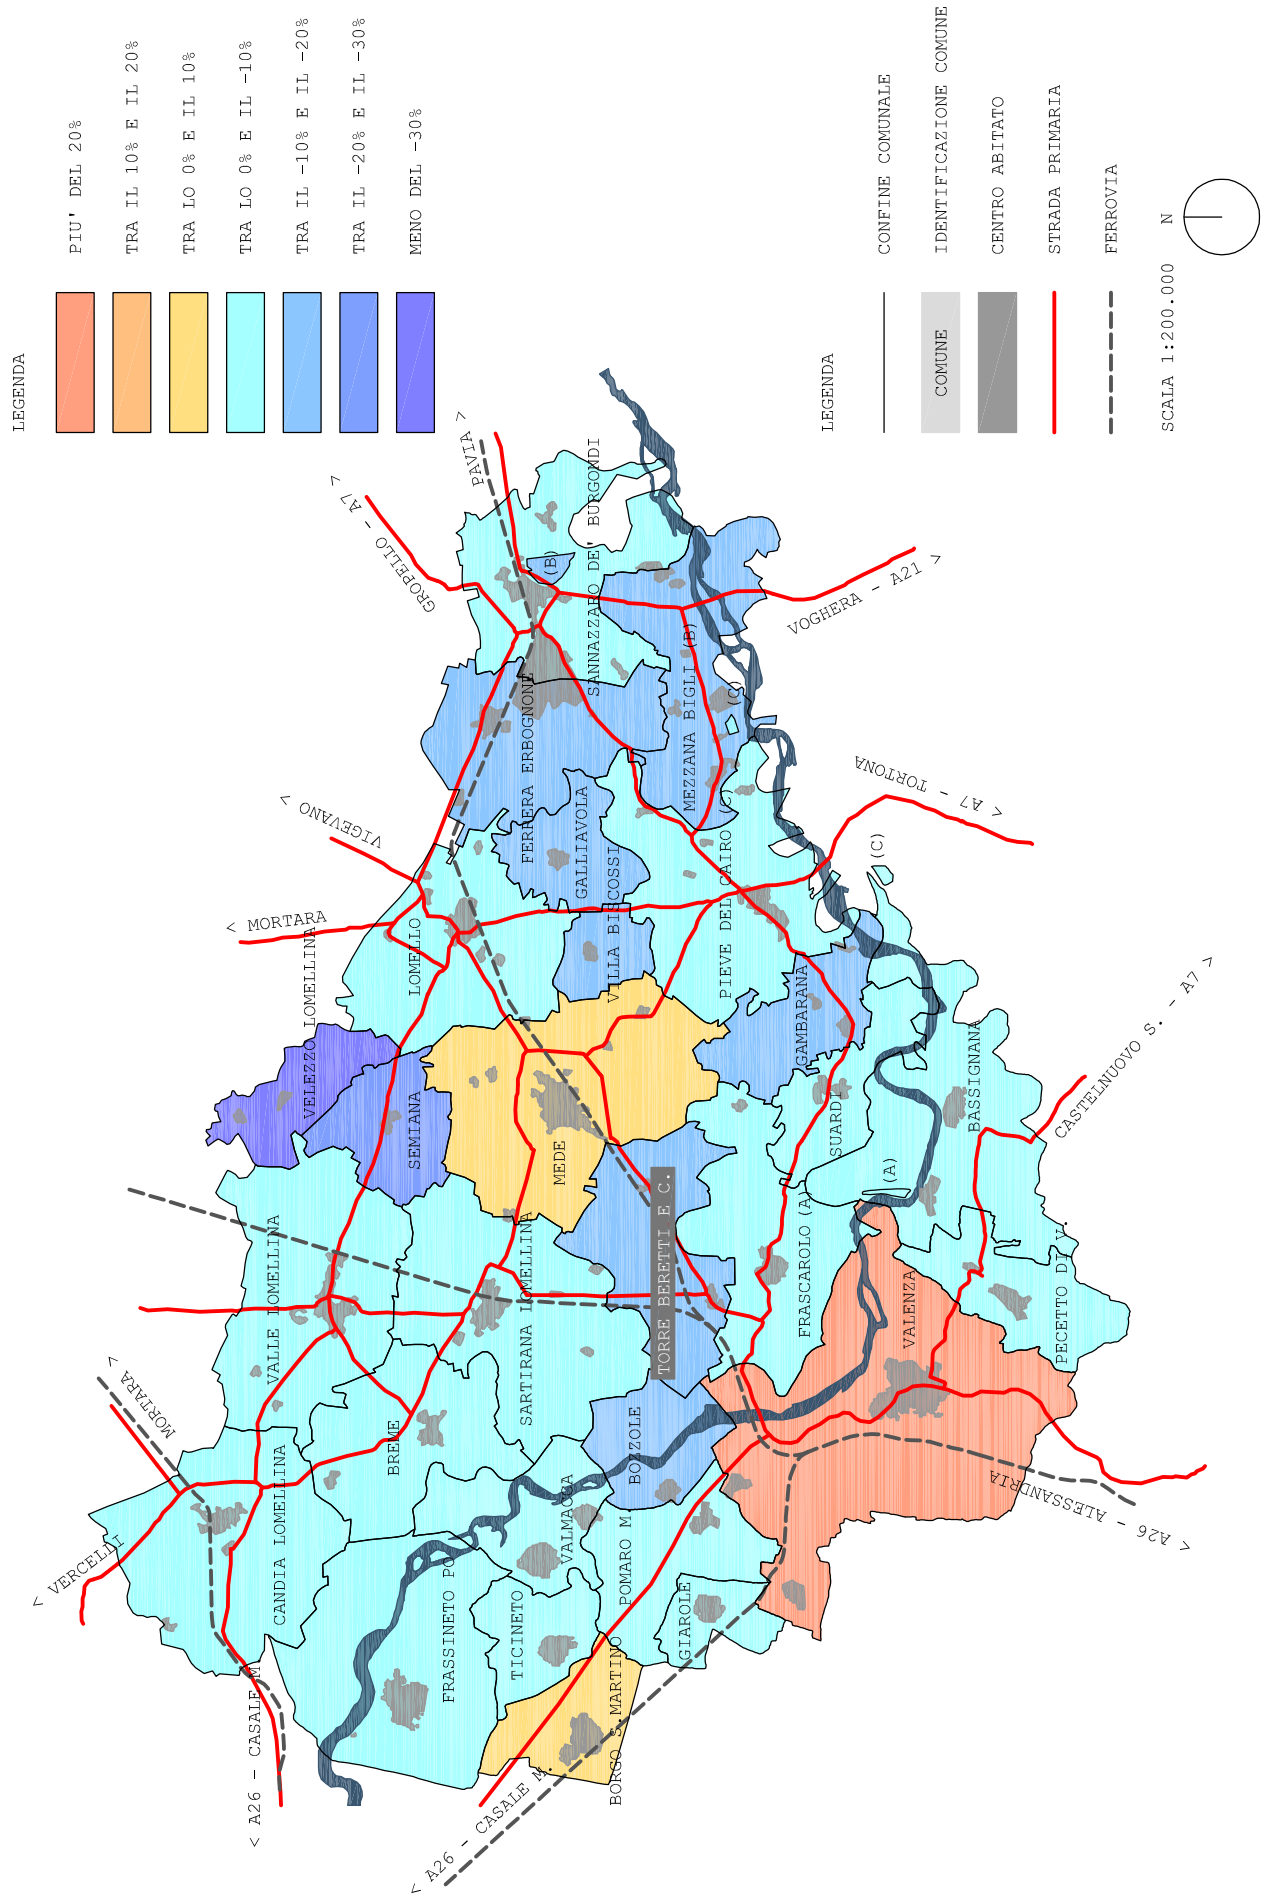 LEGENDA
PIU' DEL 20%
TRA IL 10% E IL 20%
TRA LO 0% E IL 10%
TRA LO 0% E IL -10%
TRA IL -10% E IL -20%
TRA IL -20% E IL -30%
MENO DEL -30%
LEGENDA
CONFINE COMUNALE
COMUNE
IDENTIFICAZIONE COMUNE
CENTRO ABITATO
STRADA PRIMARIA
FERROVIA
SCALA 1:200.000
N
< VERCELLI
MORTARA >
< A26 - CASALE M.
< A26 - CASALE M.
< MORTARA
VIGEVANO >
GROPELLO - A7 >
PAVIA >
VOGHERA - A21 >
< A7 - TORTONA
CASTELNUOVO S. - A7 >
< A26 - ALESSANDRIA
CANDIA LOMELLINA
VALLE LOMELLINA
VELEZZO LOMELLINA
BREME
SEMIANA
LOMELLO
FRASSINETO PO
TICINETO
SARTIRANA LOMELLINA
MEDE
FERRERA ERBOGNONE
GALLIAVOLA
VALMACCA
VILLA BISCOSSI
SANNAZZARO DE' BURGONDI
(B)
BORGO S.MARTINO
POMARO M.
BOZZOLE
TORRE BERETTI E C.
GIAROLE
MEZZANA BIGLI (B)
PIEVE DEL CAIRO (C)
(C)
FRASCAROLO (A)
GAMBARANA
SUARDI
(A)
(C)
VALENZA
BASSIGNANA
PECETTO DI V.